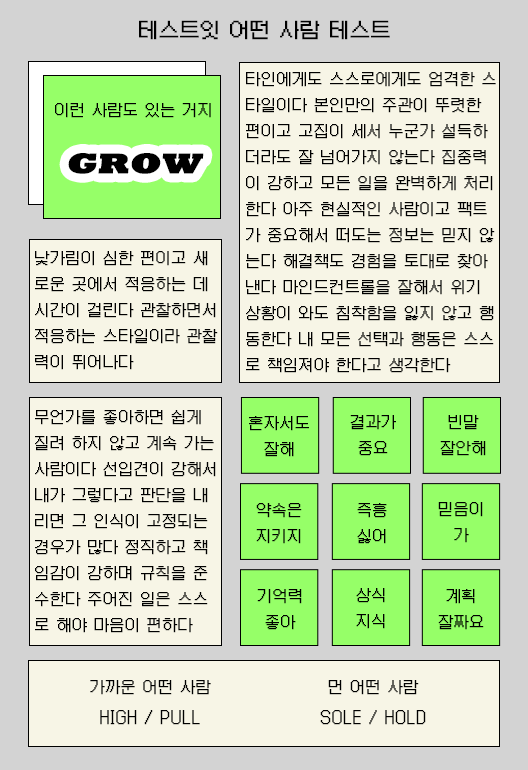 테스트잇 어떤 사람 테스트
이런 사람도 있는 거지
GROW
타인에게도 스스로에게도 엄격한 스
타일이다 본인만의 주관이 뚜렷한
편이고 고집이 세서 누군가 설득하
더라도 잘 넘어가지 않는다 집중력
이 강하고 모든 일을 완벽하게 처리
한다 아주 현실적인 사람이고 팩트
가 중요해서 떠도는 정보는 믿지 않
는다 해결책도 경험을 토대로 찾아
낸다 마인드컨트롤을 잘해서 위기
상황이 와도 침착함을 잃지 않고 행
동한다 내 모든 선택과 행동은 스스
로 책임져야 한다고 생각한다
낯가림이 심한 편이고 새
로운 곳에서 적응하는 데
시간이 걸린다 관찰하면서
적응하는 스타일이라 관찰
력이 뛰어나다
무언가를 좋아하면 쉽게
질려 하지 않고 계속 가는
사람이다 선입견이 강해서
내가 그렇다고 판단을 내
리면 그 인식이 고정되는
경우가 많다 정직하고 책
임감이 강하며 규칙을 준
수한다 주어진 일은 스스
로 해야 마음이 편하다
혼자서도
잘해
결과가
중요
빈말
잘안해
약속은
지키지
즉흥
싫어
믿음이
가
기억력
좋아
상식
지식
계획
잘짜요
가까운 어떤 사람
HIGH / PULL
먼 어떤 사람
SOLE / HOLD